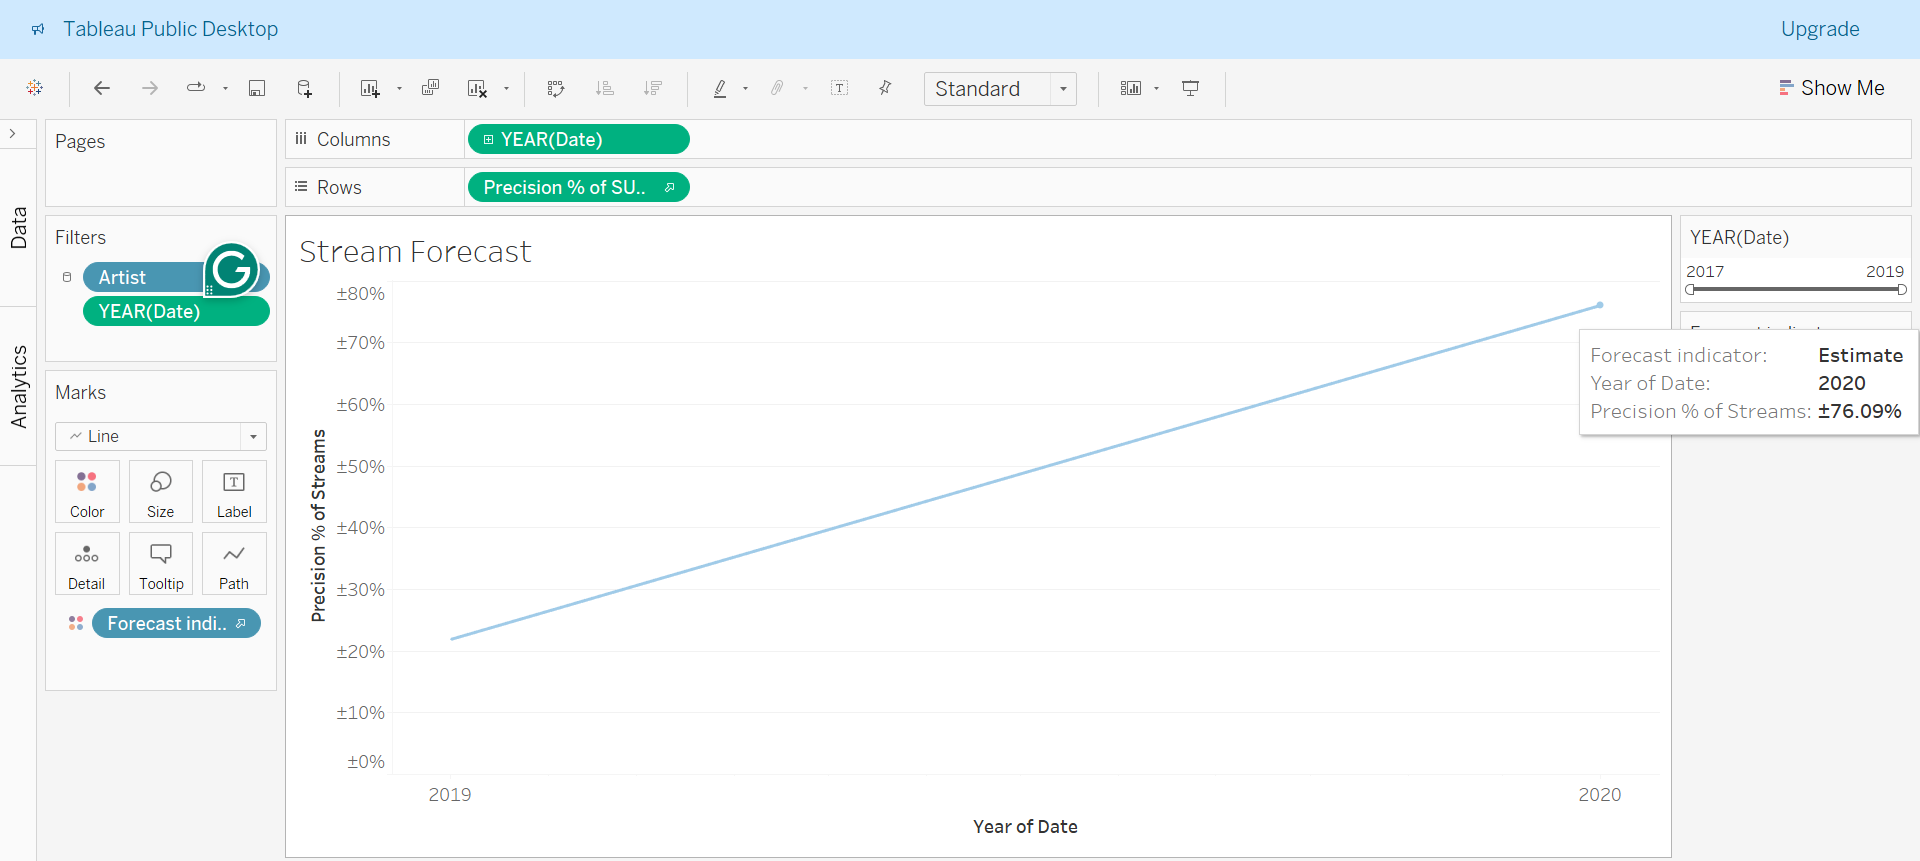 Tableau Public Desktop
Upgrade
Standard
Show Me
Pages
Columns
YEAR(Date)
Rows
Precision % of SU..
Data
Analytics
Filters
Artist
YEAR(Date)
Marks
Line
Color
Size
Label
Detail
Tooltip
Path
Forecast indi..
Stream Forecast
±80%
±70%
±60%
±50%
±40%
±30%
±20%
±10%
±0%
Precision % of Streams
2019
2020
Year of Date
YEAR(Date)
2017
2019
Forecast indicator:
Estimate
Year of Date:
2020
Precision % of Streams:
±76.09%